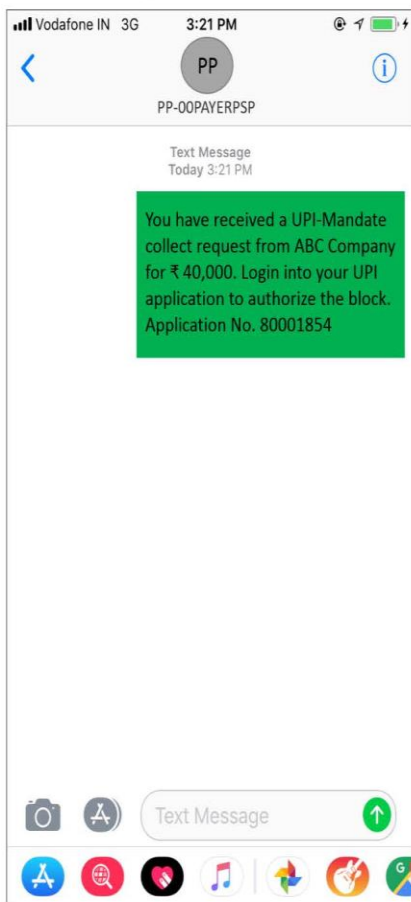 Vodafone IN 3G 3:21 PM
PP
PP-00PAYERPSP
Text Message
Today 3:21 PM
You have received a UPI-Mandate
collect request from ABC Company
for ₹ 40,000. Login into your UPI
application to authorize the block.
Application No. 80001854
Text Message
G